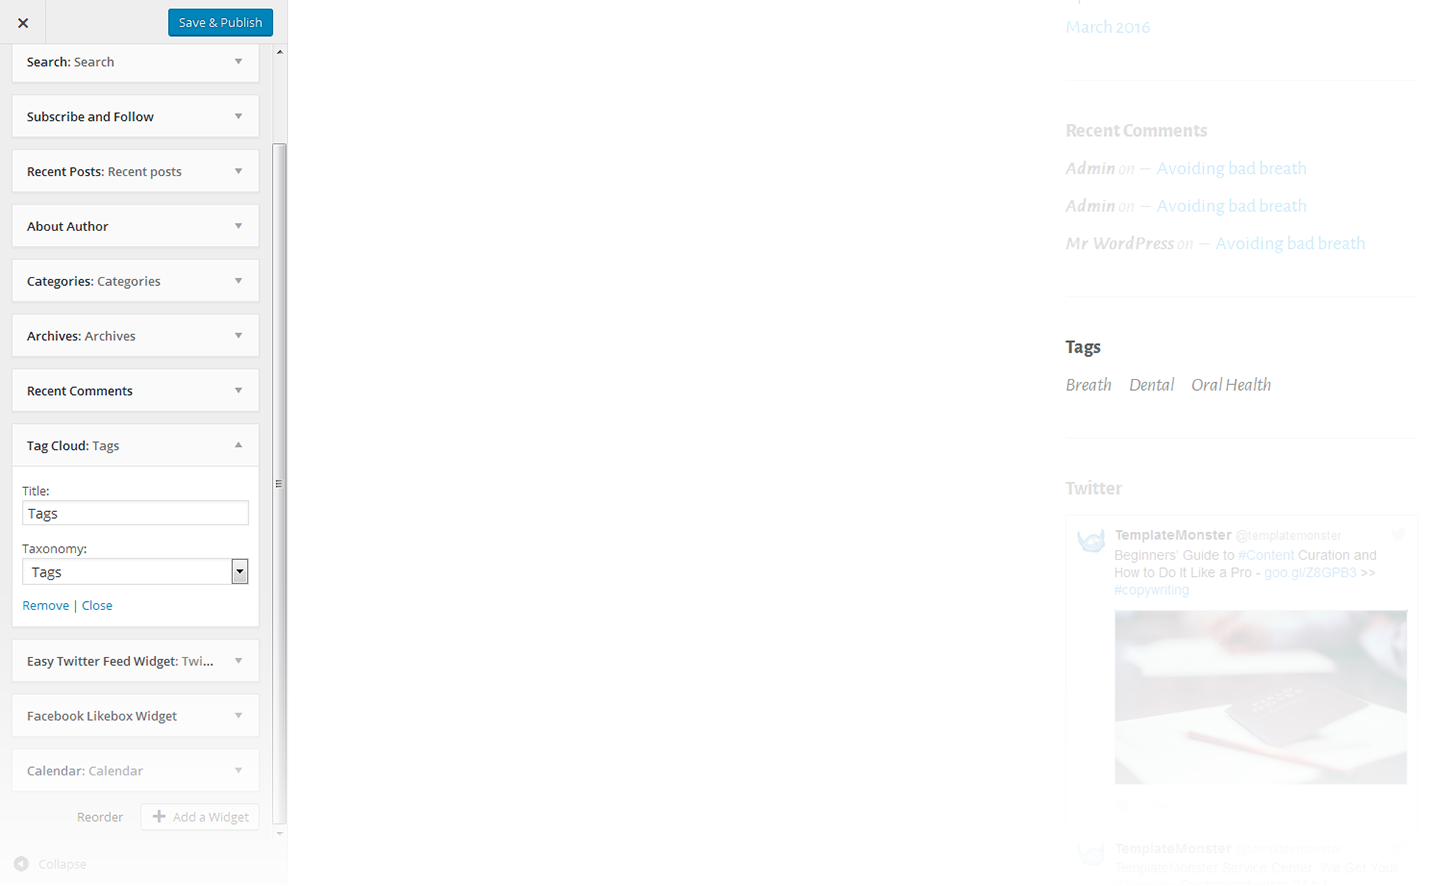 Save & Publish
Search: Search
Subscribe and Follow
Recent Posts: Recent posts
About Author
Categories: Categories
Archives: Archives
Recent Comments
Tag Cloud: Tags
Title:
Tags
Taxonomy:
Tags
Remove | Close
Easy Twitter Feed Widget: Twi...
Facebook Likebox Widget
Calendar: Calendar
Reorder
Add a Widget
Collapse
March 2016
Recent Comments
Admin on — Avoiding bad breath
Admin on — Avoiding bad breath
Mr WordPress on — Avoiding bad breath
Tags
Breath Dental Oral Health
Twitter
TemplateMonster @templatemonster
Beginners' Guide to #Content Curation and
How to Do It Like a Pro - goo.gl/Z8GPB3 >>
#copywriting
TemplateMonster @templatemonster
TemplateMonster Service Center: We Get Your